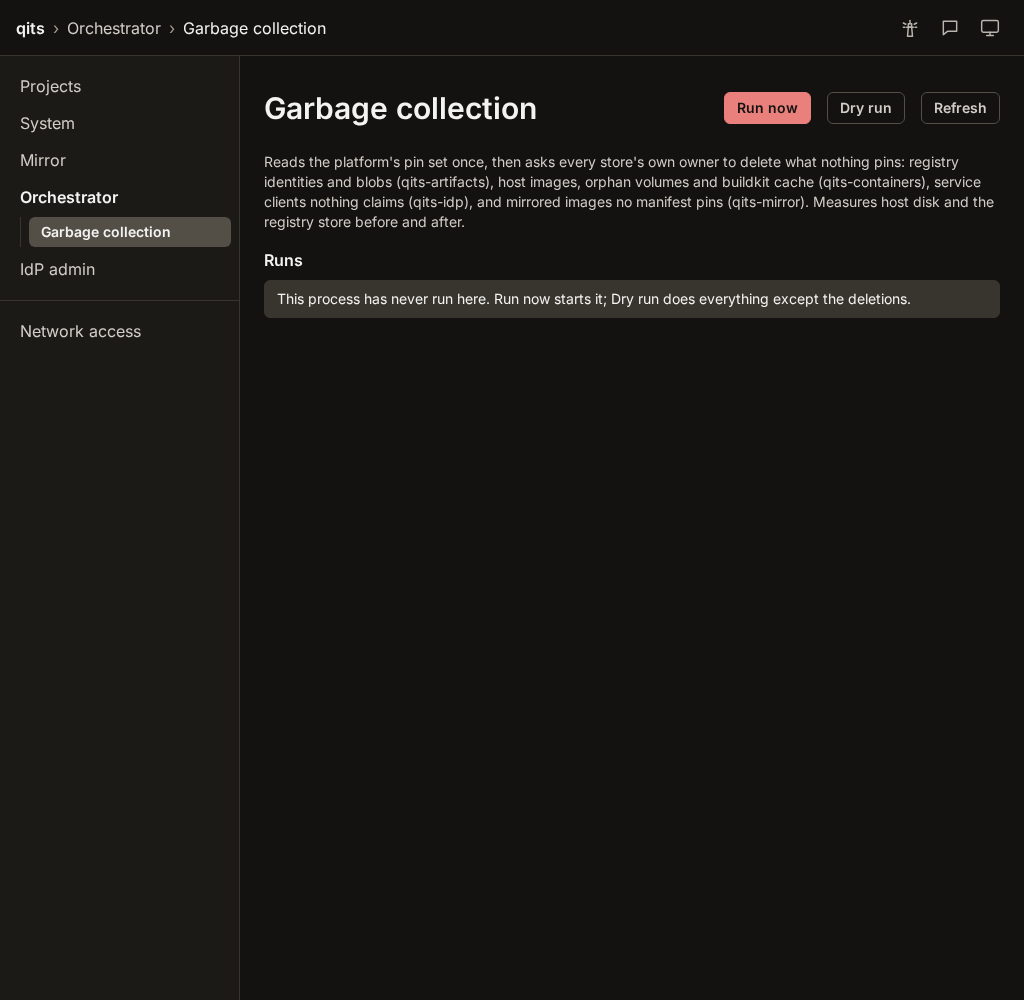 qits › Orchestrator › Garbage collection
Projects
System
Mirror
Orchestrator
Garbage collection
IdP admin
Network access
Garbage collection
Run now
Dry run
Refresh
Reads the platform's pin set once, then asks every store's own owner to delete what nothing pins: registry
identities and blobs (qits-artifacts), host images, orphan volumes and buildkit cache (qits-containers), service
clients nothing claims (qits-idp), and mirrored images no manifest pins (qits-mirror). Measures host disk and the
registry store before and after.
Runs
This process has never run here. Run now starts it; Dry run does everything except the deletions.